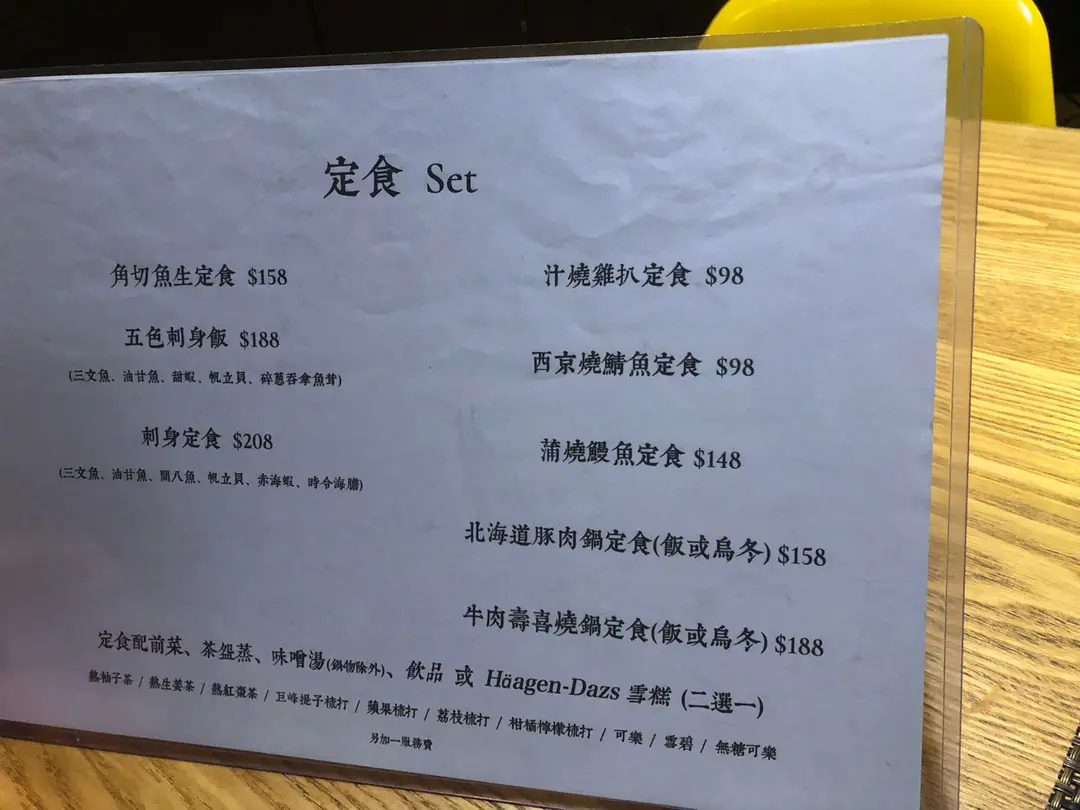 定食 Set
角切魚生定食 $158
五色刺身飯 $188
(三文魚、油甘魚、甜蝦、帆立貝、碎蔥吞拿魚茸)
刺身定食 $208
(三文魚、油甘魚、間八魚、帆立貝、赤海蝦、時令海膽)
汁燒雞扒定食 $98
西京燒鯖魚定食 $98
蒲燒鰻魚定食 $148
北海道豚肉鍋定食(飯或烏冬) $158
牛肉壽喜燒鍋定食(飯或烏冬) $188
定食配前菜、茶盌蒸、味噌湯(鍋物除外)、飲品 或 Häagen-Dazs 雪糕 (二選一)
熱柚子茶 / 熱生姜茶 / 熱紅棗茶 / 巨峰提子梳打 / 蘋果梳打 / 荔枝梳打 / 柑橘檸檬梳打 / 可樂 / 雪碧 / 無糖可樂
另加一服務費